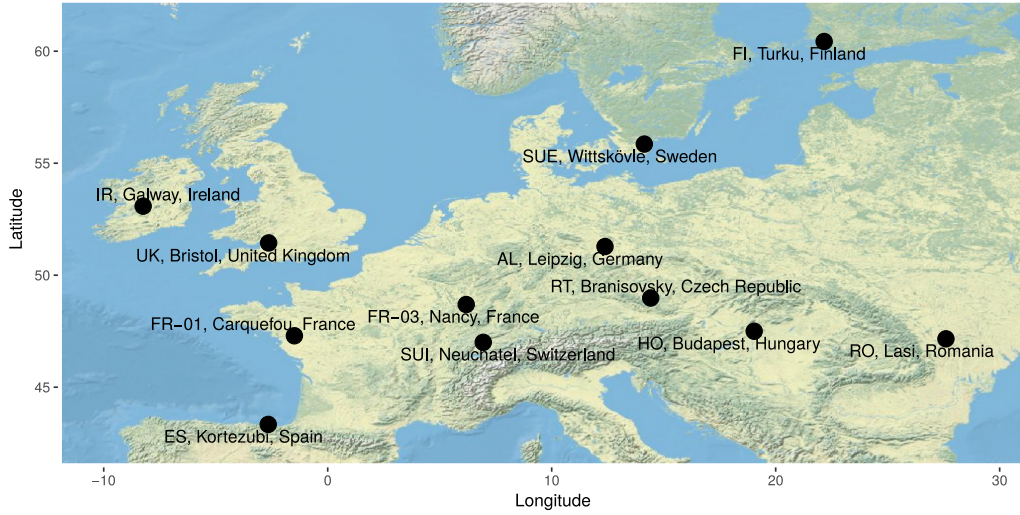 60
FI, Turku, Finland
55
SUE, Wittskövle, Sweden
IR, Galway, Ireland
UK, Bristol, United Kingdom
50
AL, Leipzig, Germany
RT, Branisovsky, Czech Republic
FR−01, Carquefou, France
FR−03, Nancy, France
SUI, Neuchatel, Switzerland
HO, Budapest, Hungary
RO, Lasi, Romania
45
ES, Kortezubi, Spain
Latitude
−10 0 10 20 30
Longitude